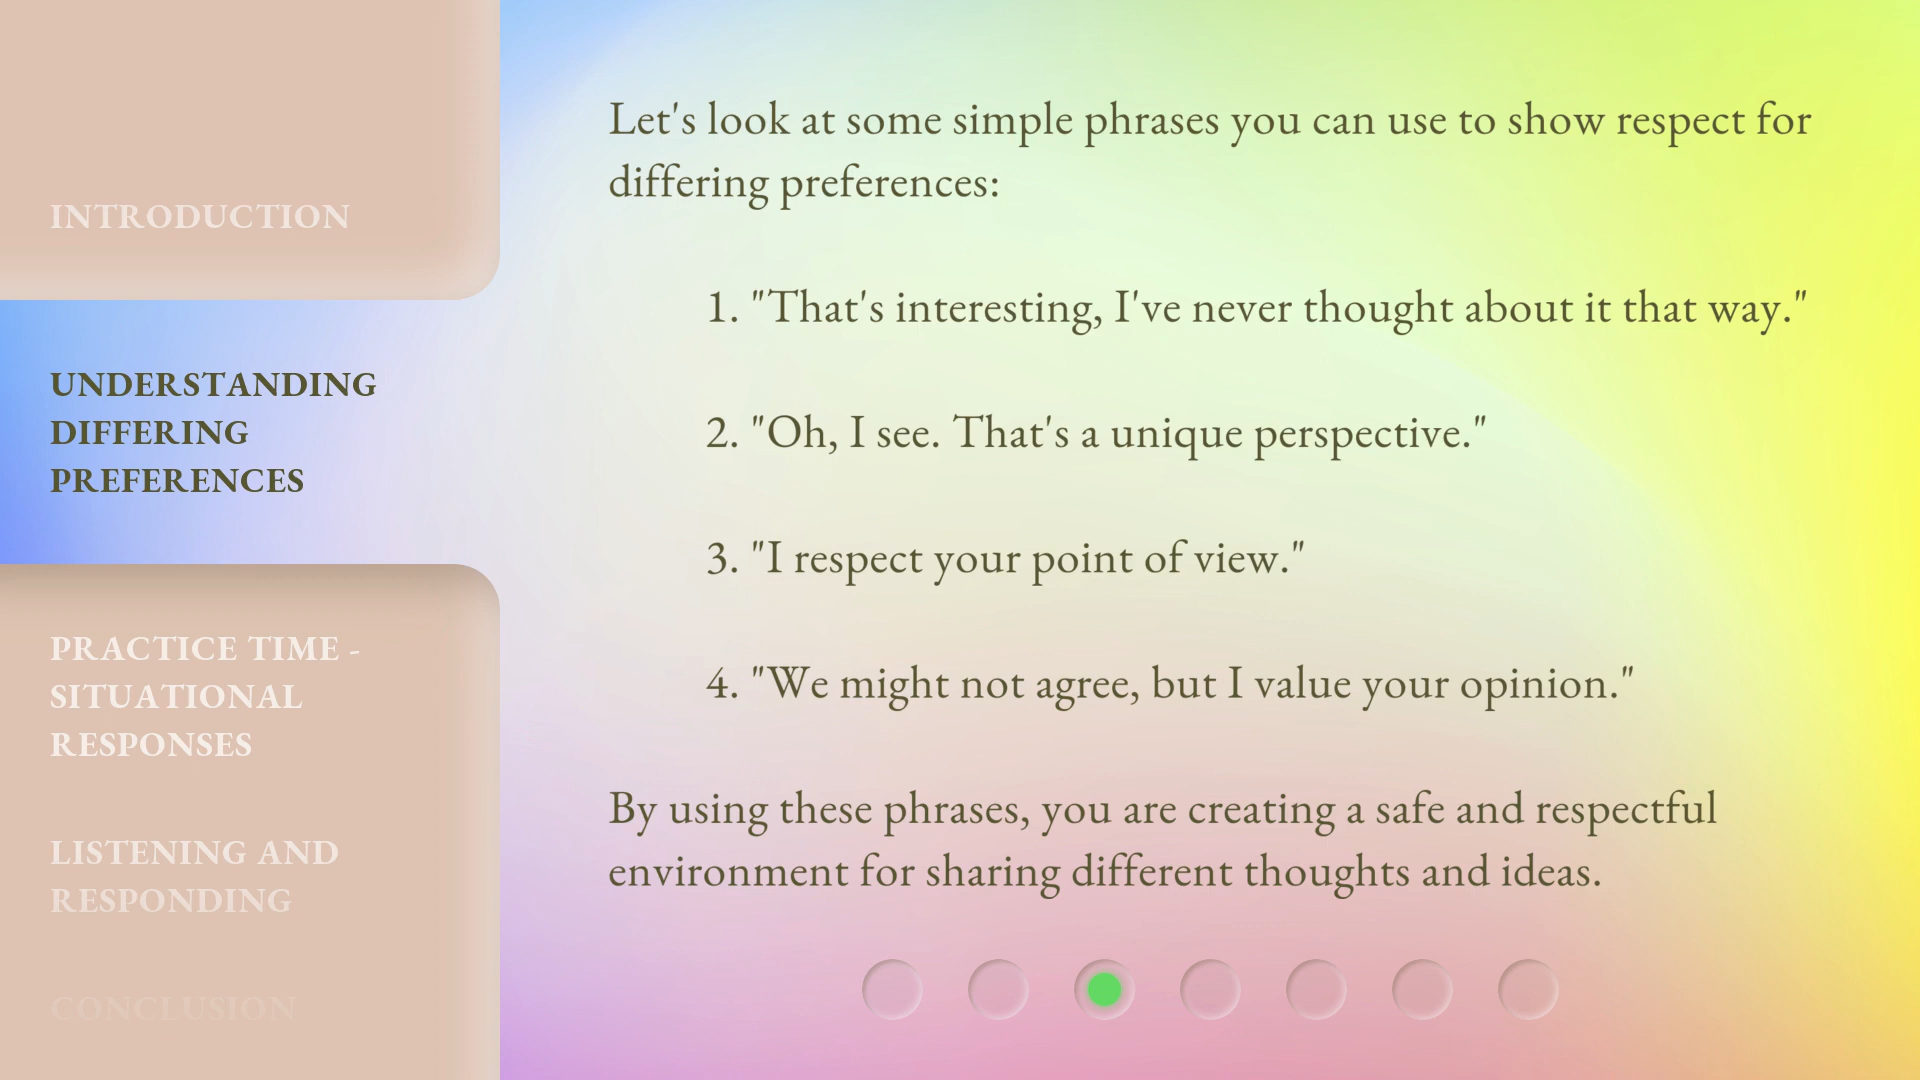 INTRODUCTION
UNDERSTANDING
DIFFERING
PREFERENCES
PRACTICE TIME -
SITUATIONAL
RESPONSES
LISTENING AND
RESPONDING
CONCLUSION
Let's look at some simple phrases you can use to show respect for
differing preferences:
1. "That's interesting, I've never thought about it that way."
2. "Oh, I see. That's a unique perspective."
3. "I respect your point of view."
4. "We might not agree, but I value your opinion."
By using these phrases, you are creating a safe and respectful
environment for sharing different thoughts and ideas.